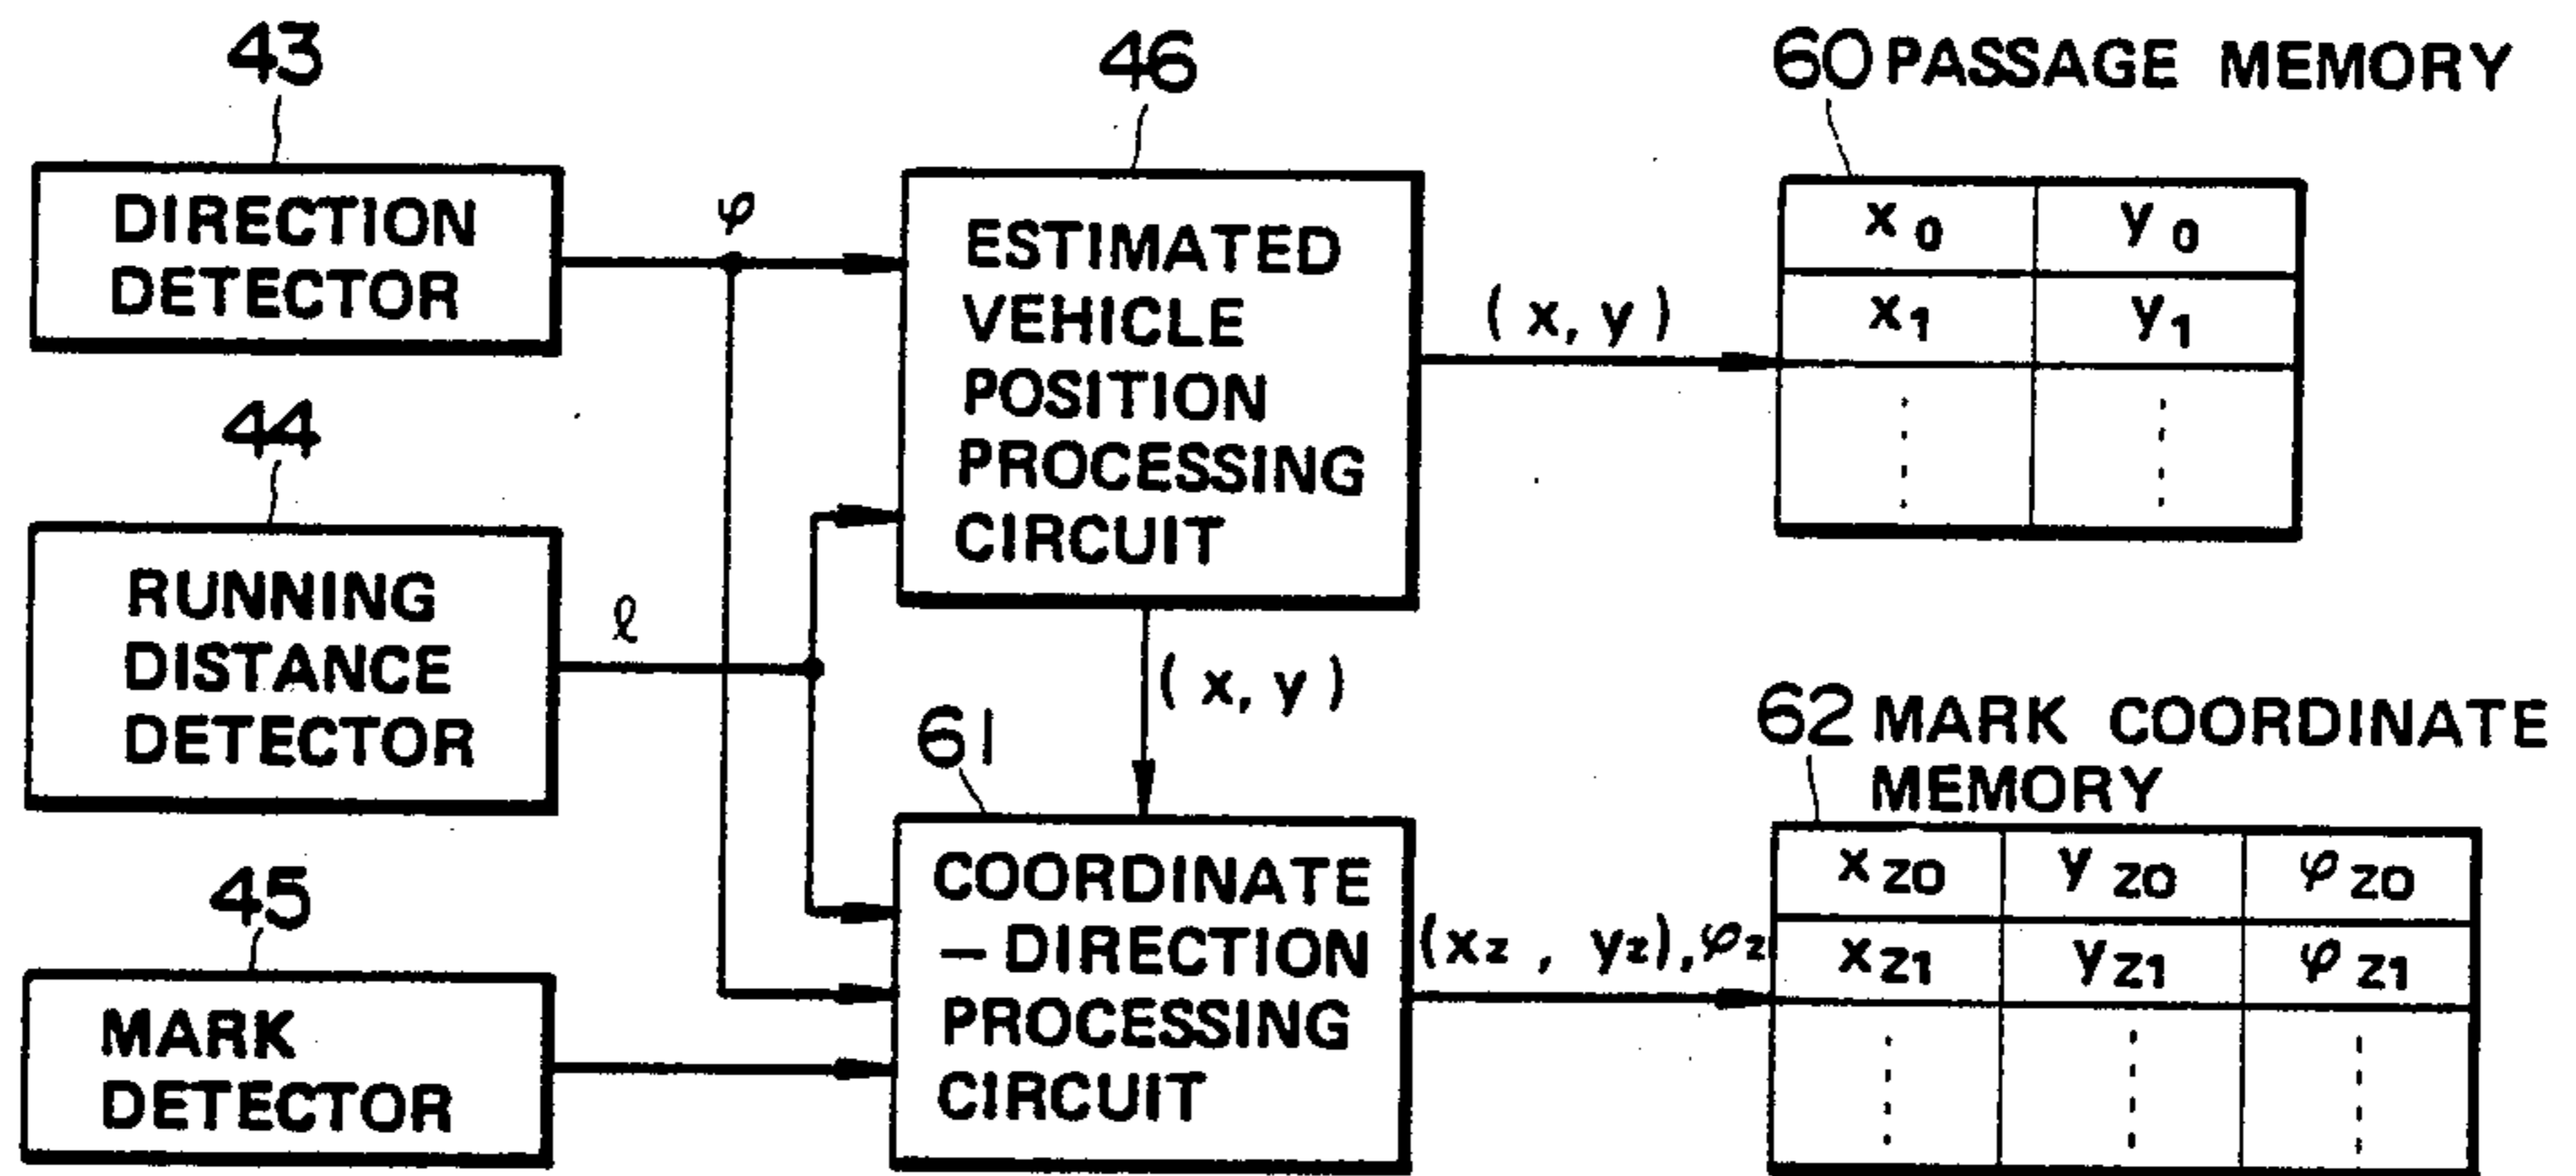 43
DIRECTION
DETECTOR
φ
44
RUNNING
DISTANCE
DETECTOR
ℓ
45
MARK
DETECTOR
46
ESTIMATED
VEHICLE
POSITION
PROCESSING
CIRCUIT
(x, y)
(x, y)
61
COORDINATE
-DIRECTION
PROCESSING
CIRCUIT
(xz, yz), φz
60 PASSAGE MEMORY
x0 y0
x1 y1
62 MARK COORDINATE
MEMORY
xz0 yz0 φz0
xz1 yz1 φz1